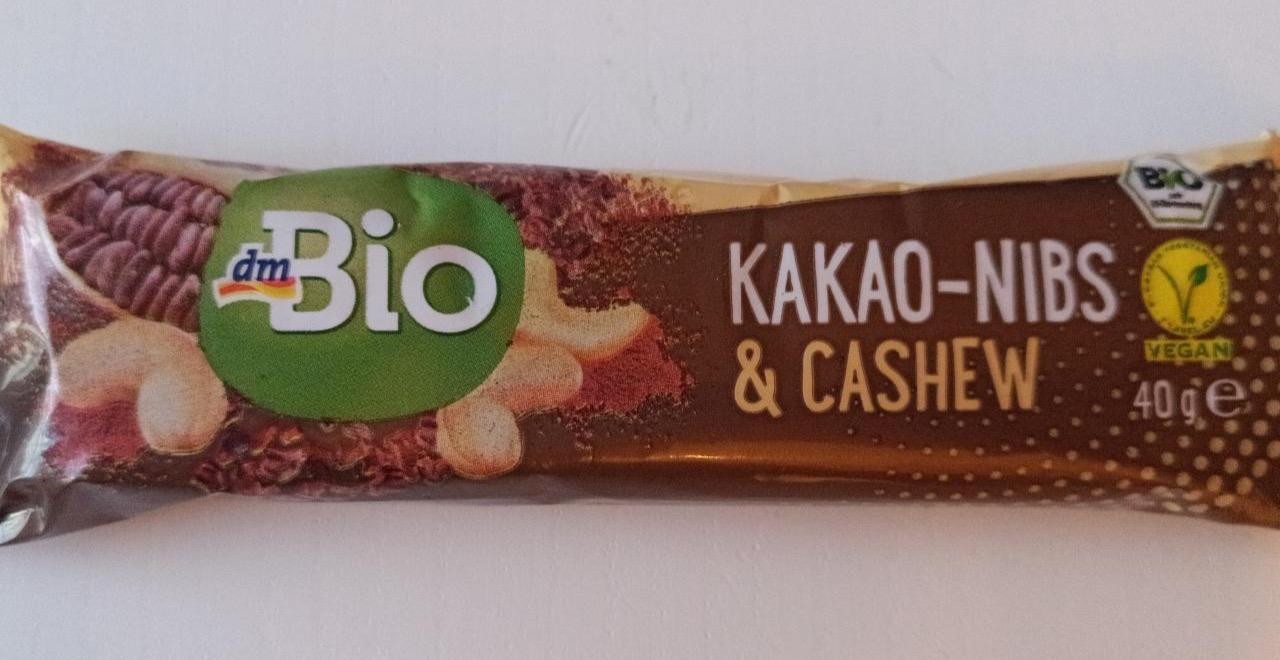 dm
Bio
KAKAO-NIBS
& CASHEW
BIO
VEGAN
40 g e